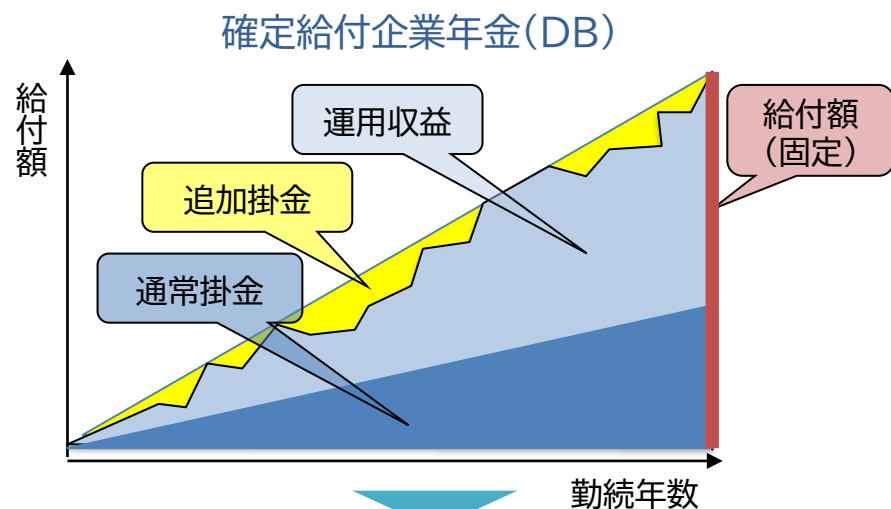 確定給付企業年金(DB)
給付額
運用収益
給付額
(固定)
追加掛金
通常掛金
勤続年数